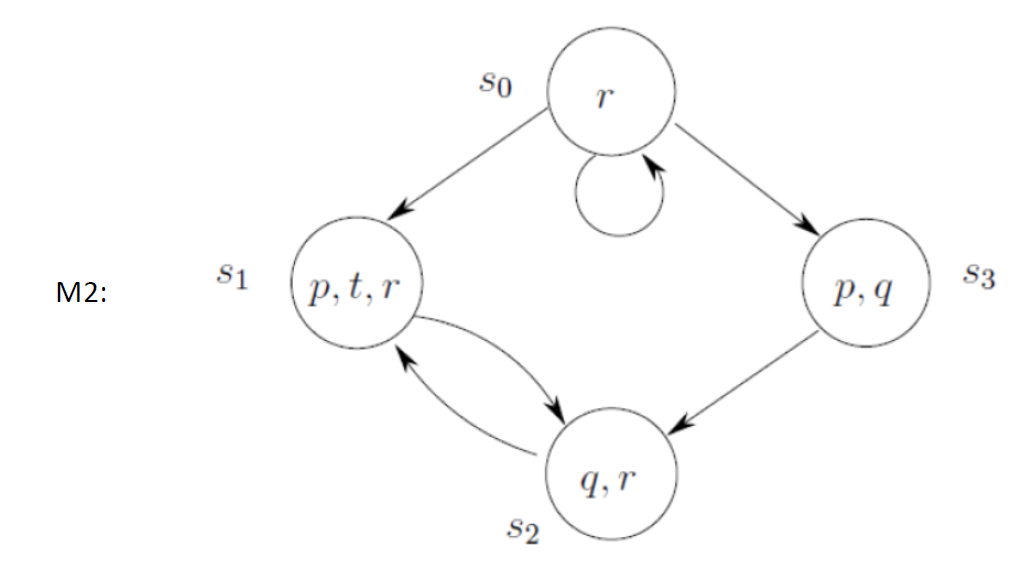 s₀
r
s₁
p, t, r
M2:
p, q
s₃
q, r
s₂